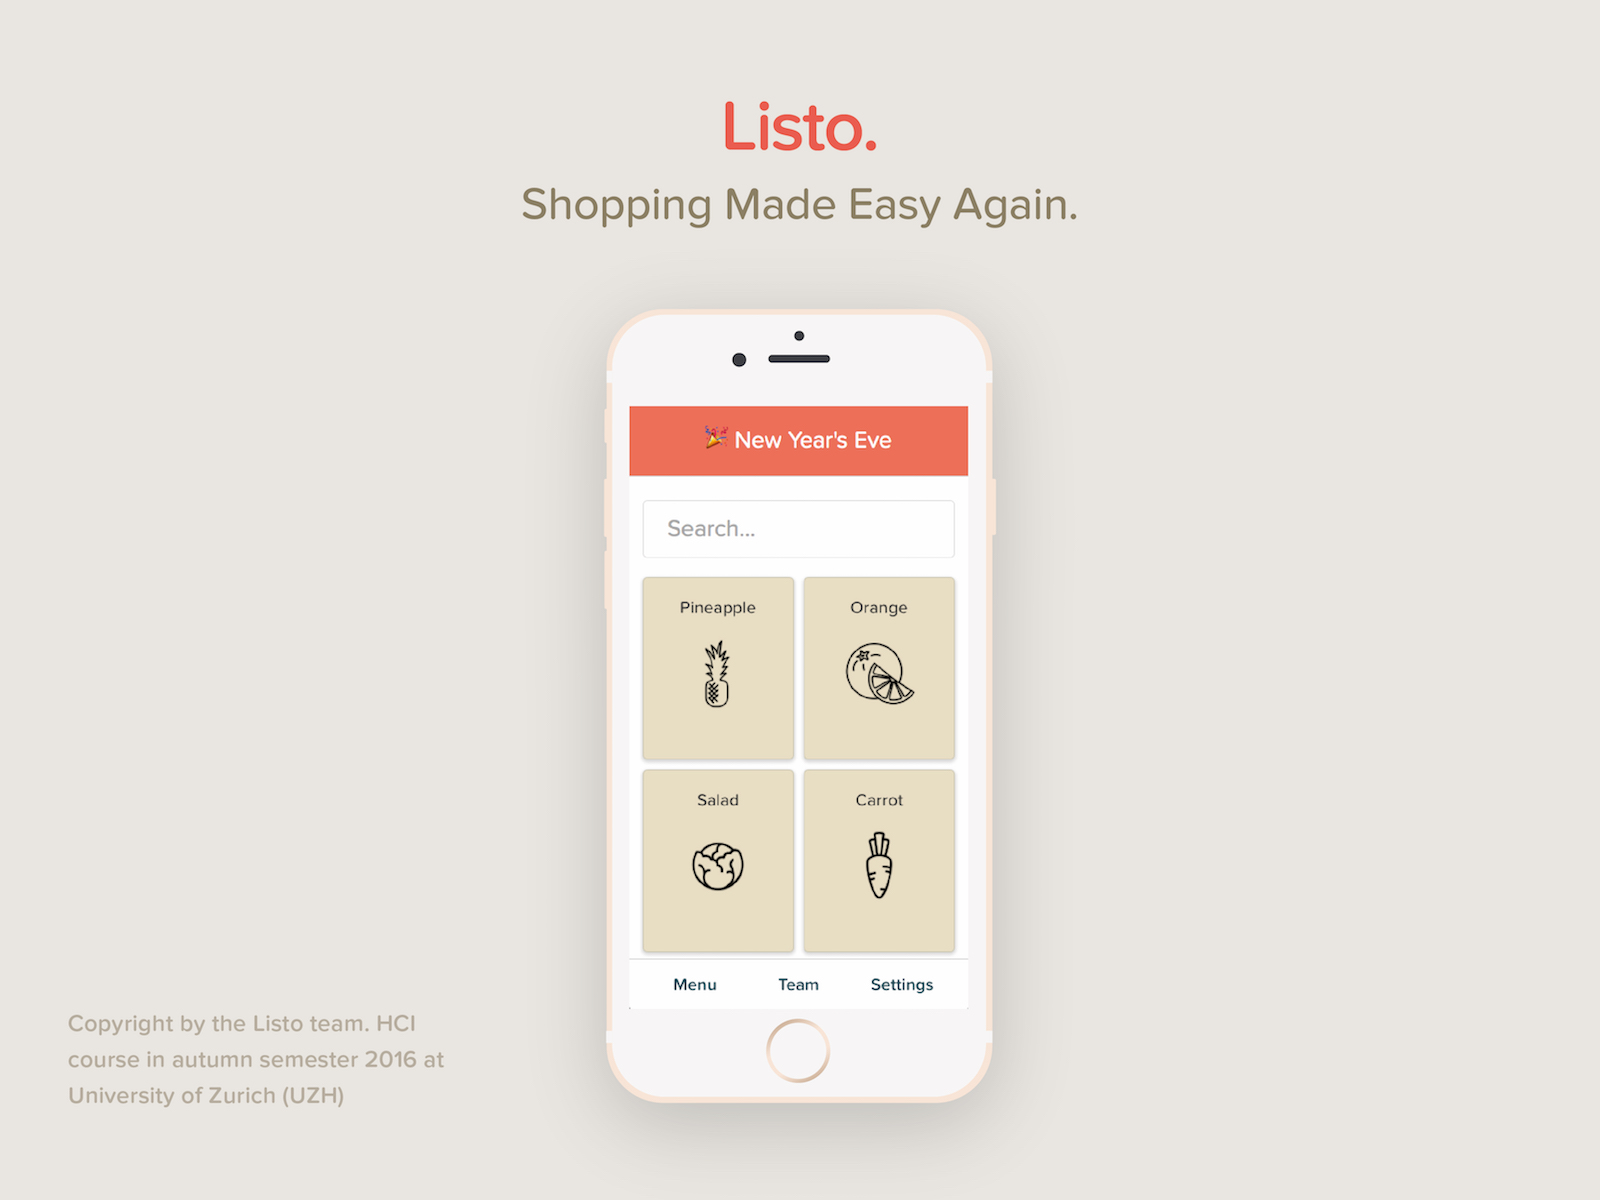 Listo.
Shopping Made Easy Again.
New Year's Eve
Search...
Pineapple
Orange
Salad
Carrot
Menu
Team
Settings
Copyright by the Listo team. HCI
course in autumn semester 2016 at
University of Zurich (UZH)